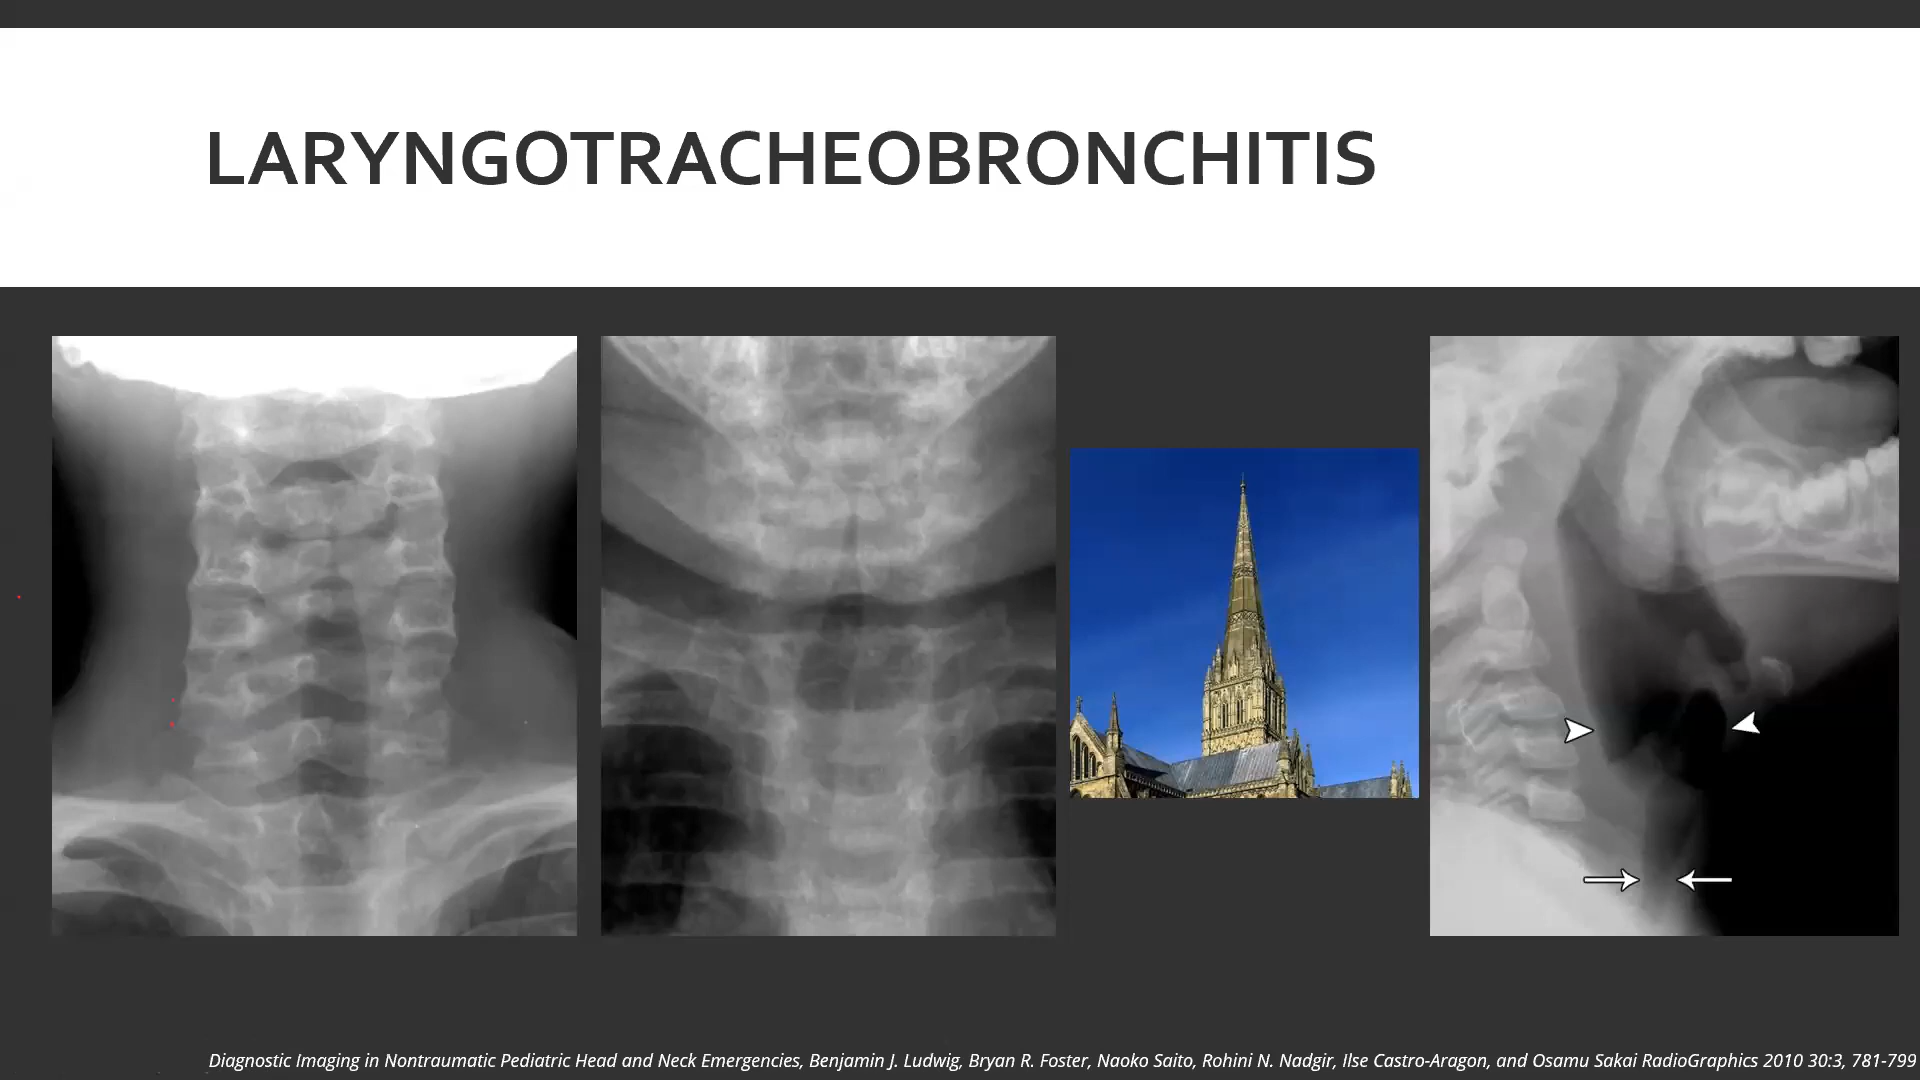 LARYNGOTRACHEOBRONCHITIS
Diagnostic Imaging in Nontraumatic Pediatric Head and Neck Emergencies, Benjamin J. Ludwig, Bryan R. Foster, Naoko Saito, Rohini N. Nadgir, Ilse Castro-Aragon, and Osamu Sakai RadioGraphics 2010 30:3, 781-799